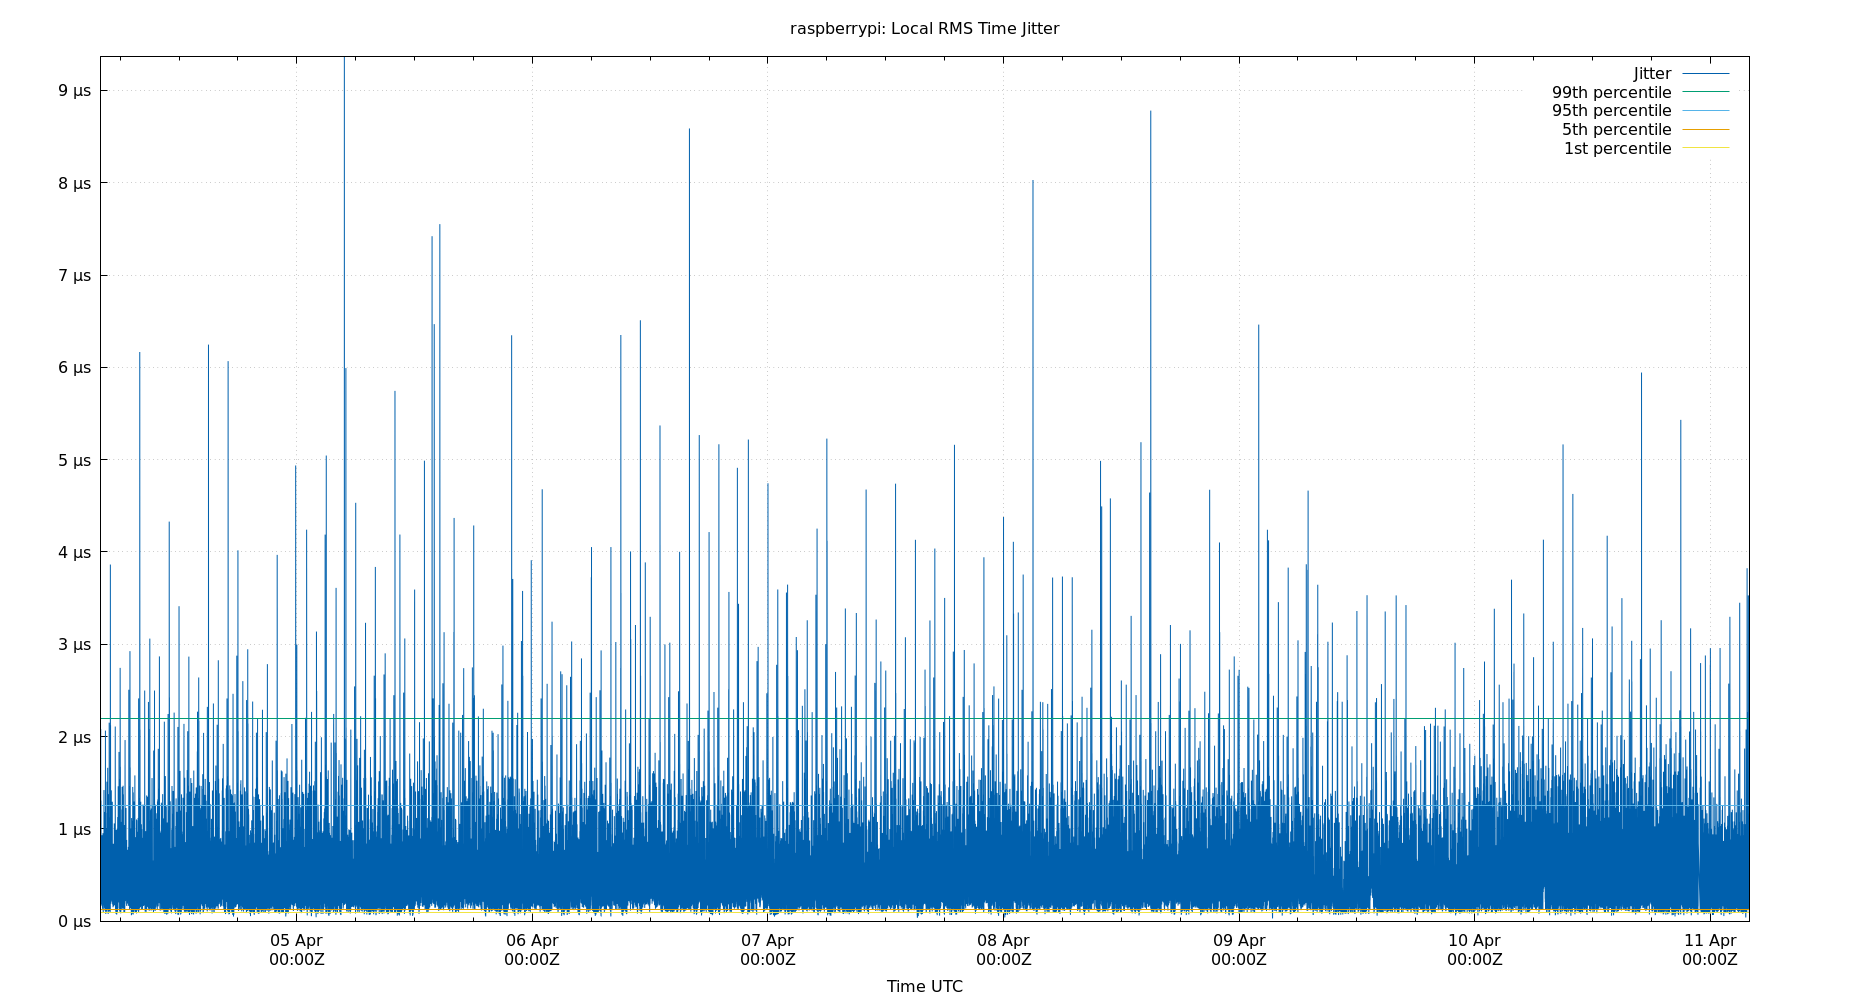 raspberrypi: Local RMS Time Jitter
Jitter
99th percentile
95th percentile
5th percentile
1st percentile
9 µs
8 µs
7 µs
6 µs
5 µs
4 µs
3 µs
2 µs
1 µs
0 µs
05 Apr 06 Apr 07 Apr 08 Apr 09 Apr 10 Apr 11 Apr
00:00Z 00:00Z 00:00Z 00:00Z 00:00Z 00:00Z 00:00Z
Time UTC